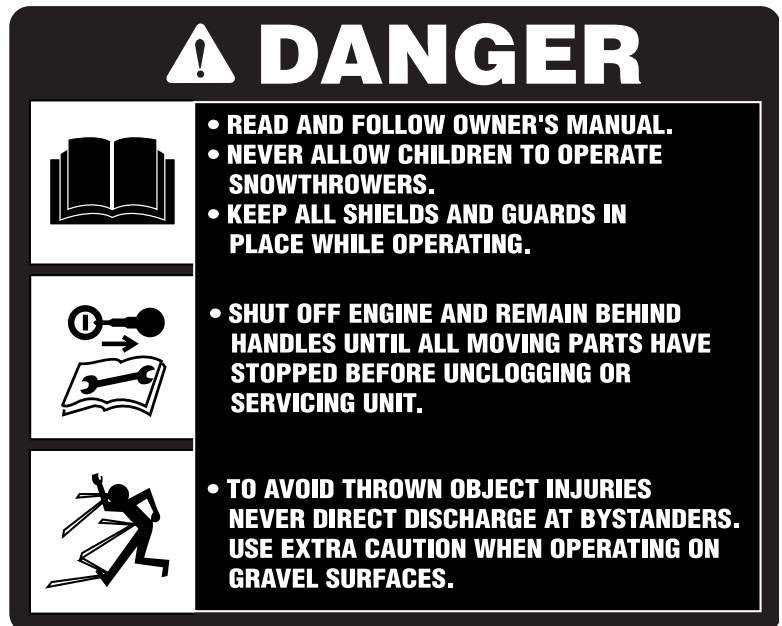 DANGER
• READ AND FOLLOW OWNER'S MANUAL.
• NEVER ALLOW CHILDREN TO OPERATE
SNOWTHROWERS.
• KEEP ALL SHIELDS AND GUARDS IN
PLACE WHILE OPERATING.
• SHUT OFF ENGINE AND REMAIN BEHIND
HANDLES UNTIL ALL MOVING PARTS HAVE
STOPPED BEFORE UNCLOGGING OR
SERVICING UNIT.
• TO AVOID THROWN OBJECT INJURIES
NEVER DIRECT DISCHARGE AT BYSTANDERS.
USE EXTRA CAUTION WHEN OPERATING ON
GRAVEL SURFACES.